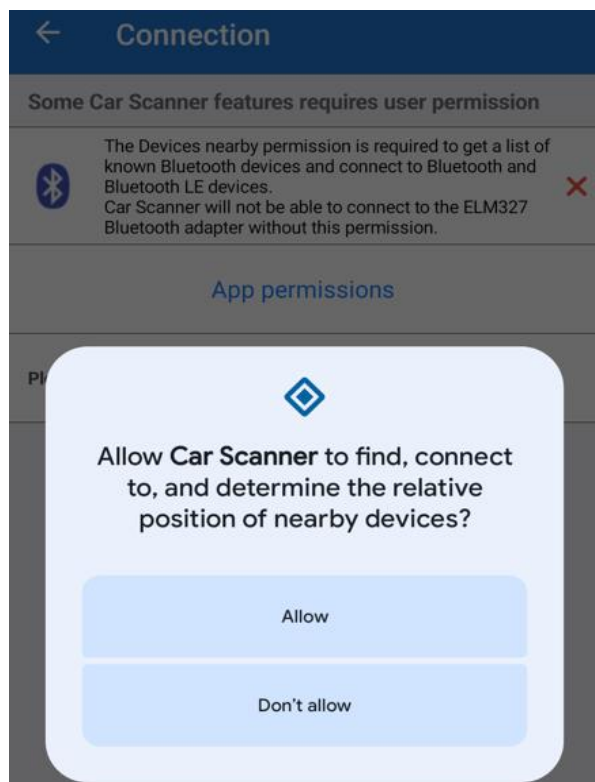 Connection
Some Car Scanner features requires user permission
The Devices nearby permission is required to get a list of
known Bluetooth devices and connect to Bluetooth and
Bluetooth LE devices.
Car Scanner will not be able to connect to the ELM327
Bluetooth adapter without this permission.
App permissions
Allow Car Scanner to find, connect
to, and determine the relative
position of nearby devices?
Allow
Don't allow